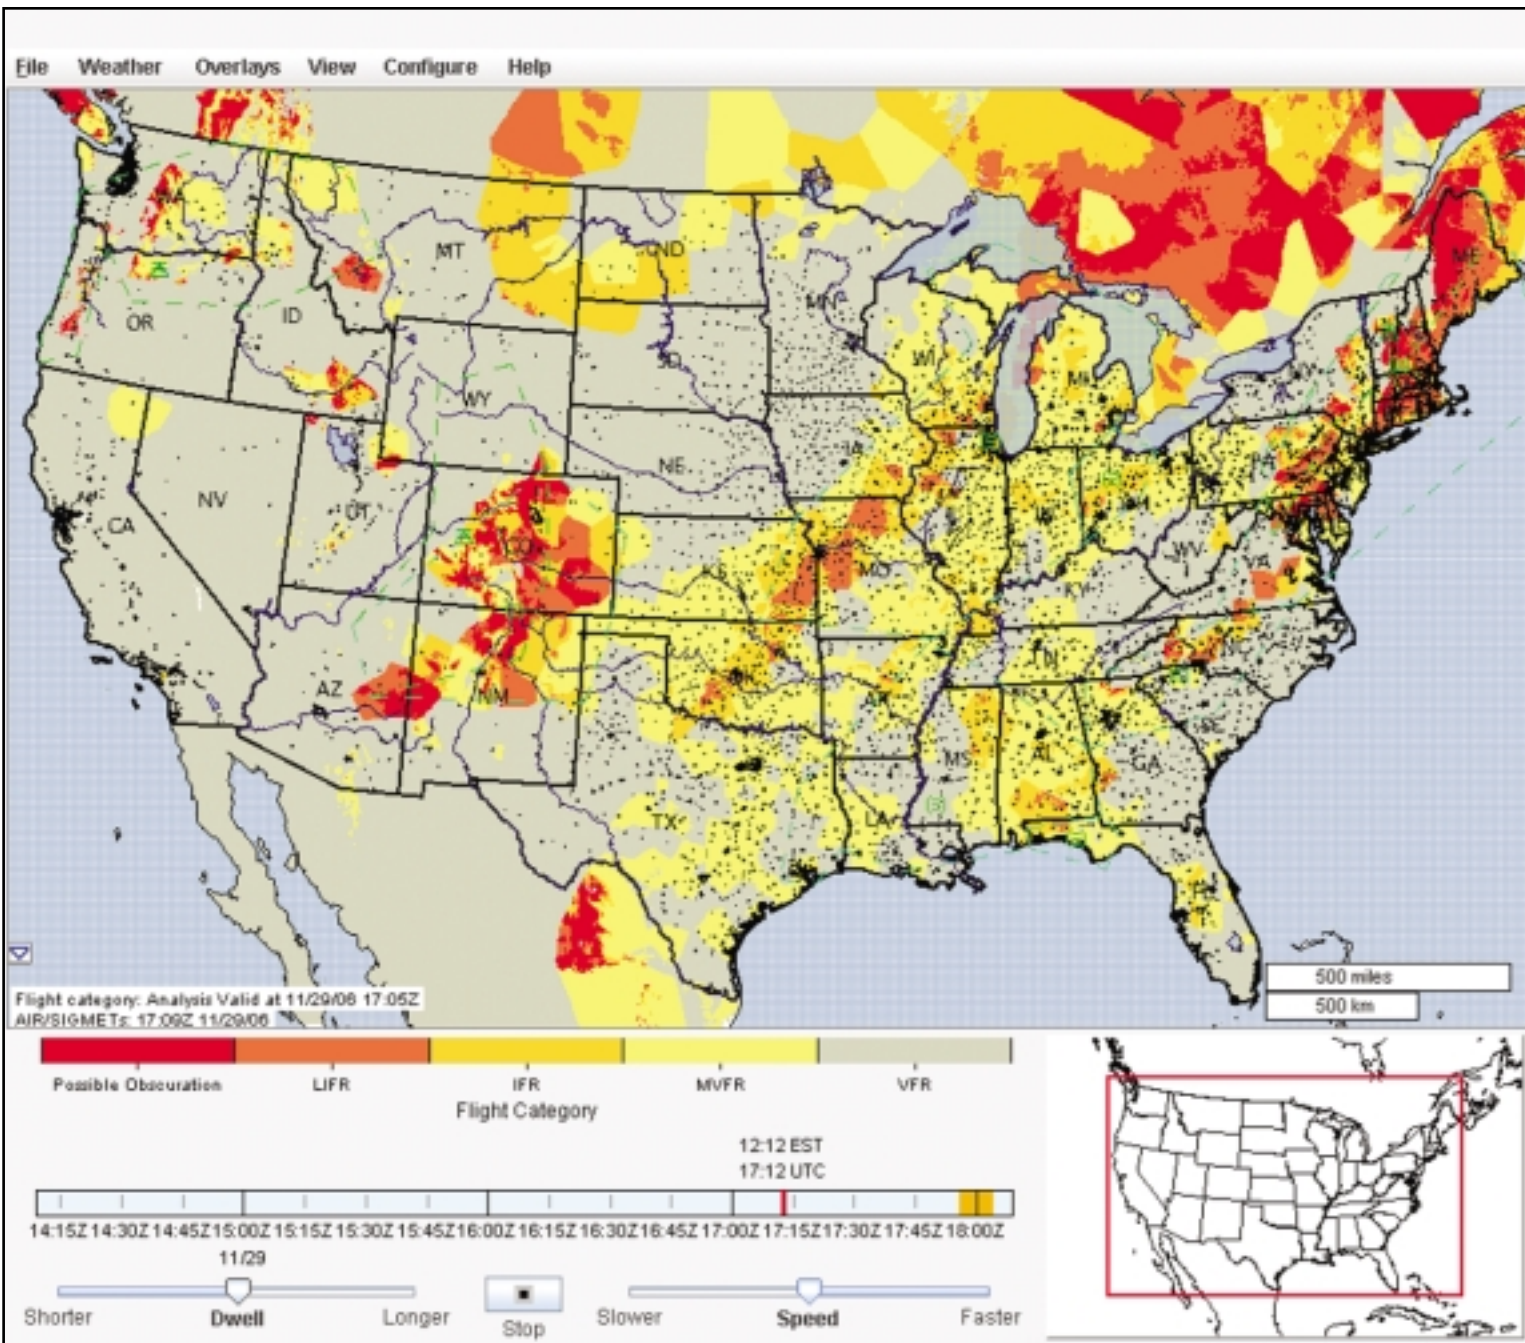 File Weather Overlays View Configure Help
WA
MT
ND
ME
OR
ID
MN
SD
WI
MI
NY
WY
IA
NE
PA
NV
UT
CA
CO
KS
MO
WV
VA
KY
AZ
NM
OK
TN
NC
AR
SC
MS
AL
GA
TX
LA
FL
500 miles
500 km
Flight category: Analysis Valid at 11/29/06 17:05Z
AIR/SIGMETs: 17:09Z 11/29/06
Possible Obscuration LIFR IFR MVFR VFR
Flight Category
12:12 EST
17:12 UTC
14:15Z 14:30Z 14:45Z 15:00Z 15:15Z 15:30Z 15:45Z 16:00Z 16:15Z 16:30Z 16:45Z 17:00Z 17:15Z 17:30Z 17:45Z 18:00Z
11/29
Shorter Dwell Longer Stop Slower Speed Faster